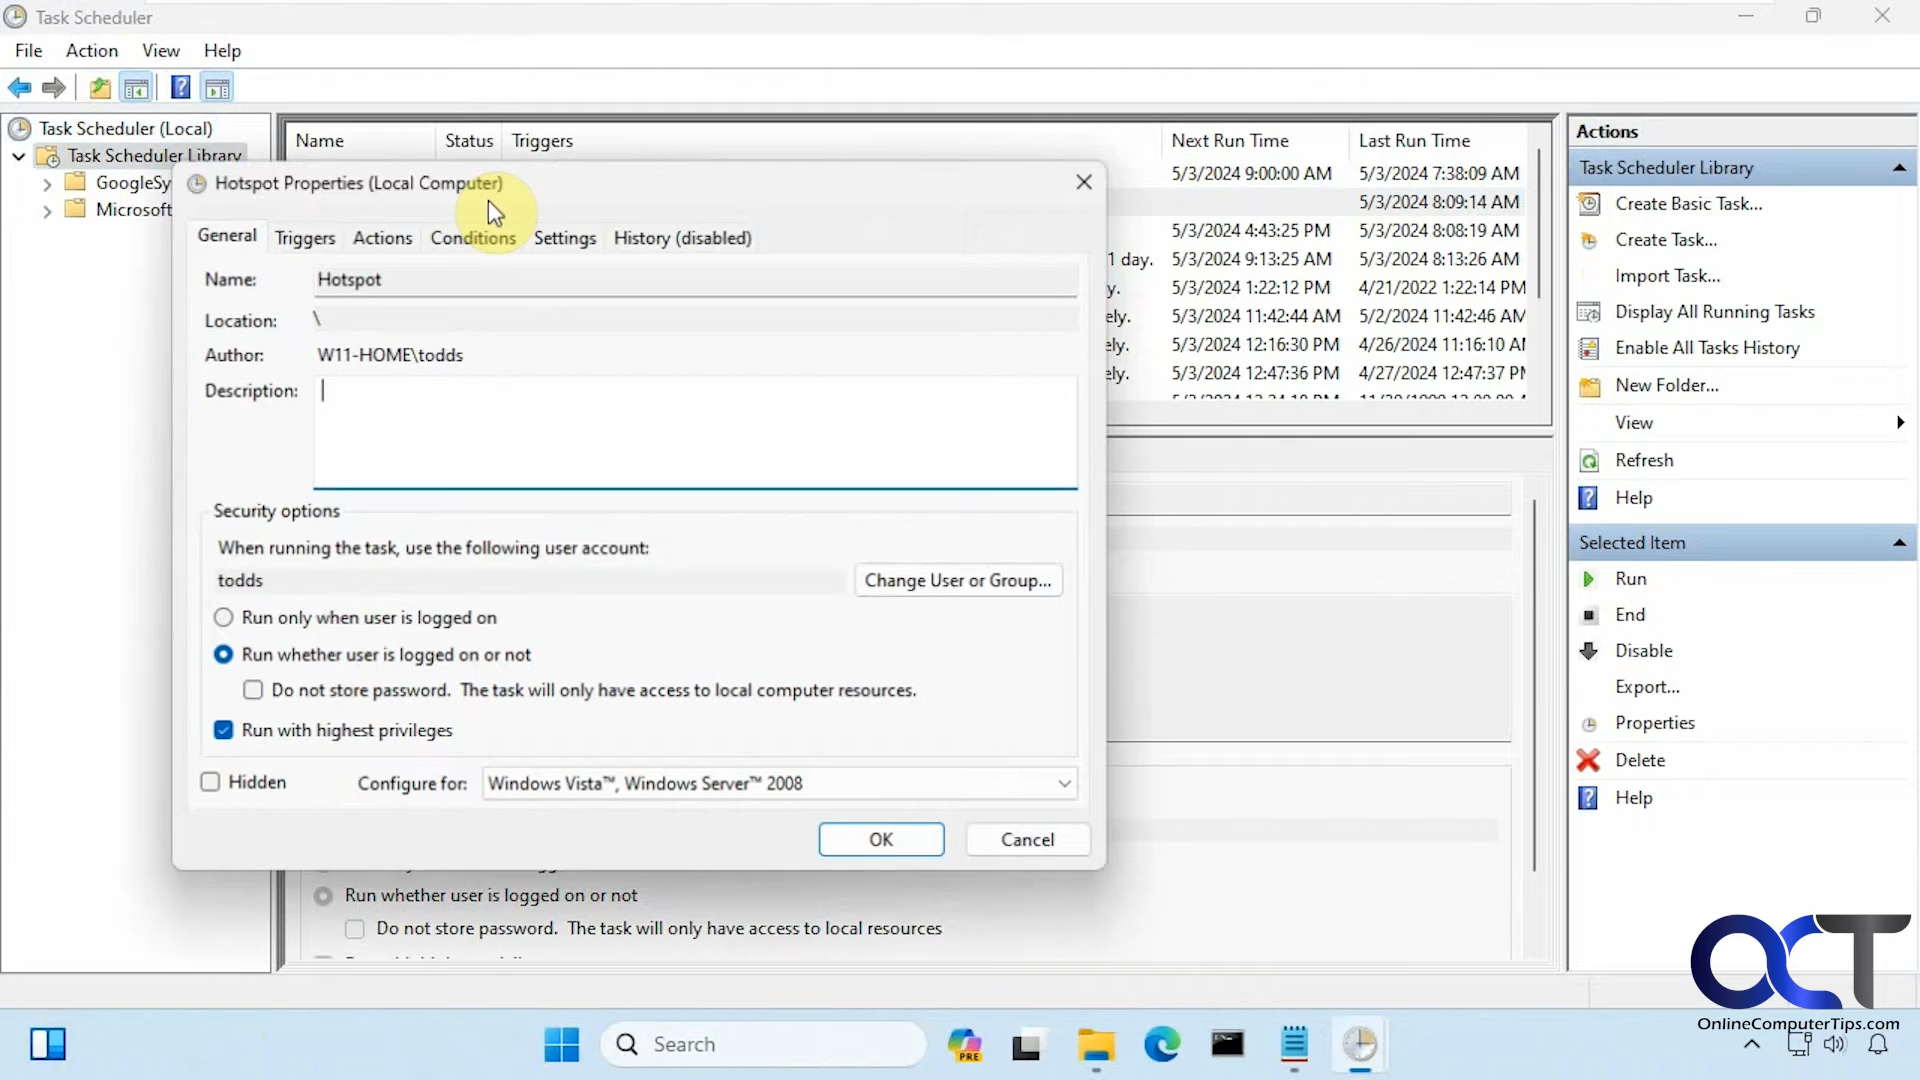 Task Scheduler
File Action View Help
Task Scheduler (Local)
Task Scheduler Library
GoogleSy
Microsoft
Name Status Triggers Next Run Time Last Run Time
5/3/2024 9:00:00 AM 5/3/2024 7:38:09 AM
5/3/2024 8:09:14 AM
5/3/2024 4:43:25 PM 5/3/2024 8:08:19 AM
1 day. 5/3/2024 9:13:25 AM 5/3/2024 8:13:26 AM
y. 5/3/2024 1:22:12 PM 4/21/2022 1:22:14 PM
ely. 5/3/2024 11:42:44 AM 5/2/2024 11:42:46 AM
ely. 5/3/2024 12:16:30 PM 4/26/2024 11:16:10 AM
ely. 5/3/2024 12:47:36 PM 4/27/2024 12:47:37 PM
Hotspot Properties (Local Computer)
General Triggers Actions Conditions Settings History (disabled)
Name: Hotspot
Location: \
Author: W11-HOME\todds
Description:
Security options
When running the task, use the following user account:
todds
Change User or Group...
Run only when user is logged on
Run whether user is logged on or not
Do not store password. The task will only have access to local computer resources.
Run with highest privileges
Hidden Configure for: Windows Vista™, Windows Server™ 2008
OK Cancel
Run whether user is logged on or not
Do not store password. The task will only have access to local resources
Actions
Task Scheduler Library
Create Basic Task...
Create Task...
Import Task...
Display All Running Tasks
Enable All Tasks History
New Folder...
View
Refresh
Help
Selected Item
Run
End
Disable
Export...
Properties
Delete
Help
OCT
OnlineComputerTips.com
Search
PRE